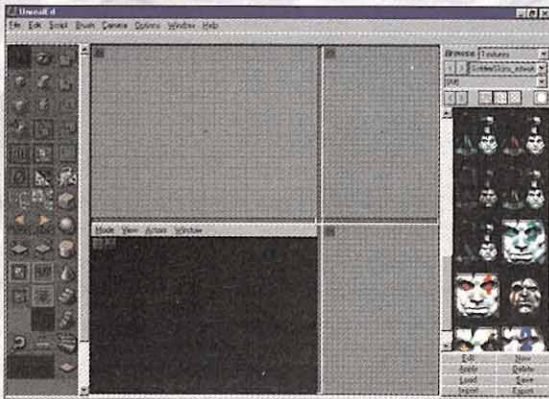 UnrealEd
File Edit Script Brush Camera Options Window Help
Browse Textures
Mode View Actors Window
Edit New
Apply Delete
Load Save
Import Export